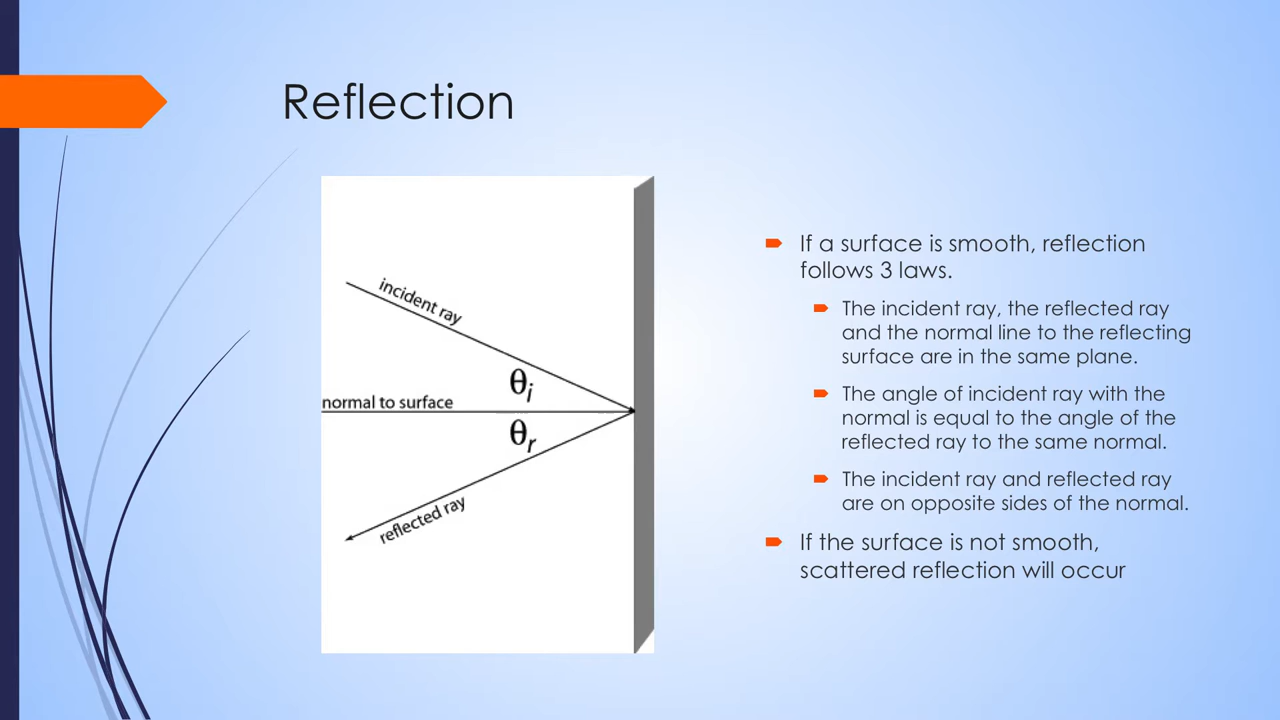 Reflection
incident ray
θi
normal to surface
θr
reflected ray
If a surface is smooth, reflection
follows 3 laws.
The incident ray, the reflected ray
and the normal line to the reflecting
surface are in the same plane.
The angle of incident ray with the
normal is equal to the angle of the
reflected ray to the same normal.
The incident ray and reflected ray
are on opposite sides of the normal.
If the surface is not smooth,
scattered reflection will occur